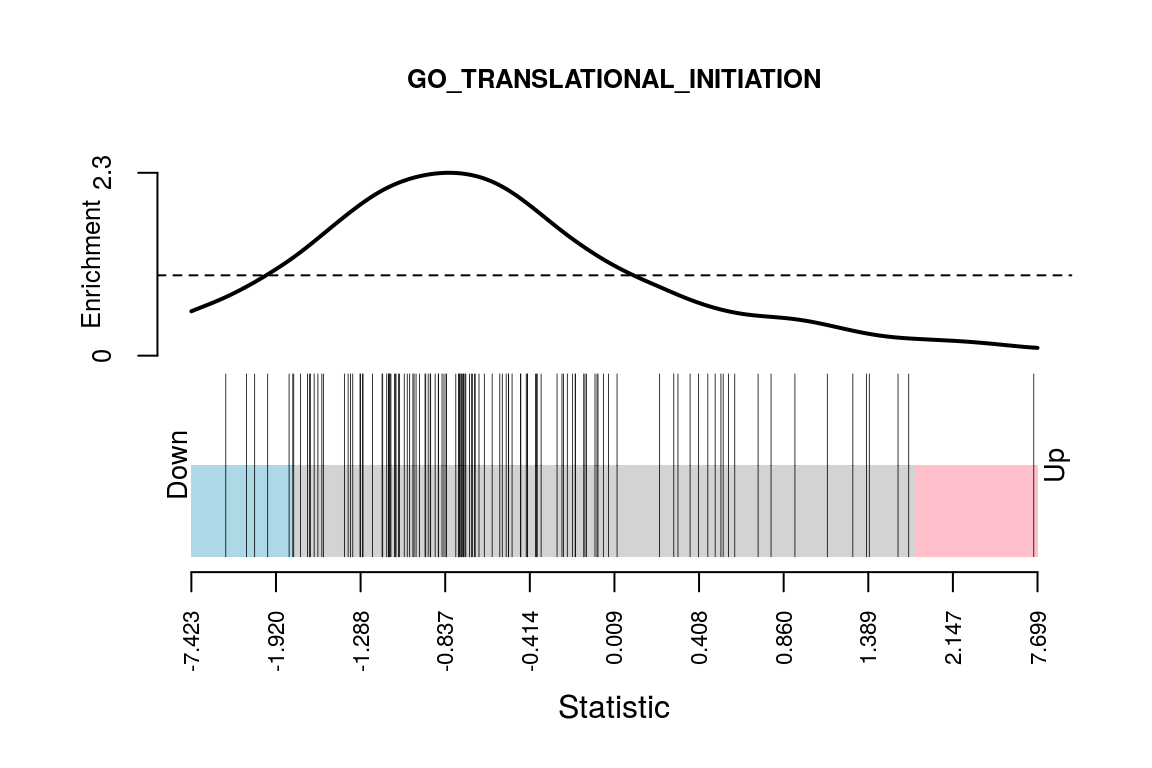 GO_TRANSLATIONAL_INITIATION
2.3
Enrichment
0
Down
Up
-7.423 -1.920 -1.288 -0.837 -0.414 0.009 0.408 0.860 1.389 2.147 7.699
Statistic